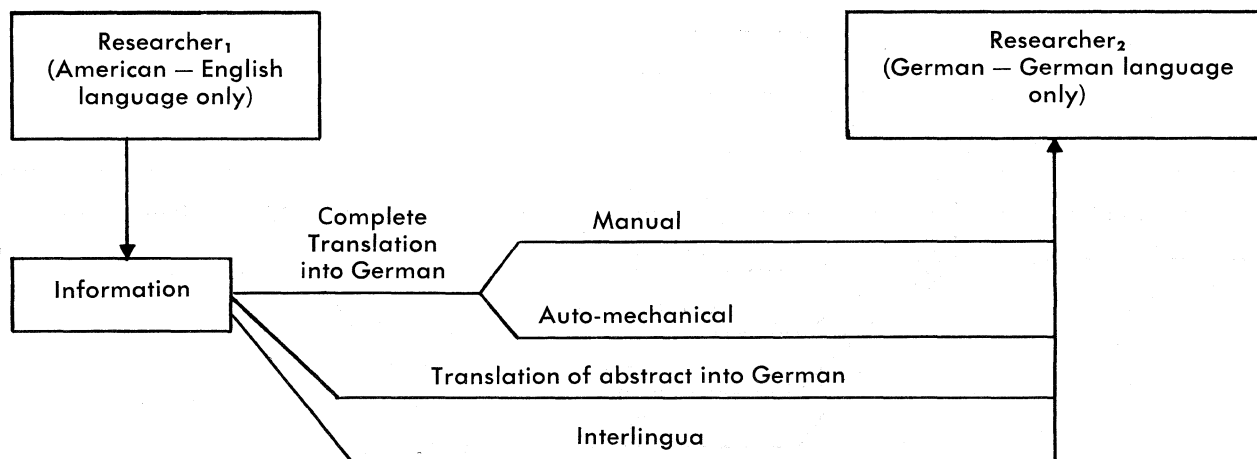 Researcher₁
(American — English
language only)
Researcher₂
(German — German language
only)
Complete
Translation
into German
Manual
Information
Auto-mechanical
Translation of abstract into German
Interlingua